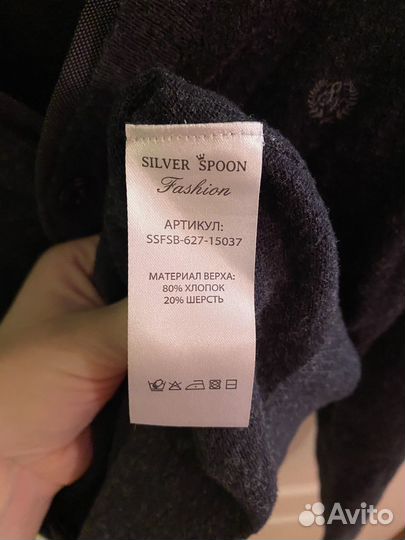 SILVER SPOON
Fashion
АРТИКУЛ:
SSFSB-627-15037
МАТЕРИАЛ ВЕРХА:
80% ХЛОПОК
20% ШЕРСТЬ
Avito